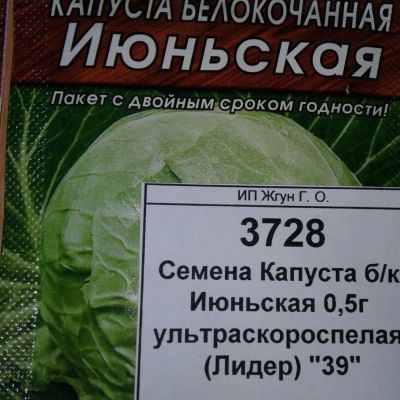 КАПУСТА БЕЛОКОЧАННАЯ
Июньская
Пакет с двойным сроком годности!
ИП Жгун Г. О.
3728
Семена Капуста б/к
Июньская 0,5г
ультраскороспелая
(Лидер) "39"